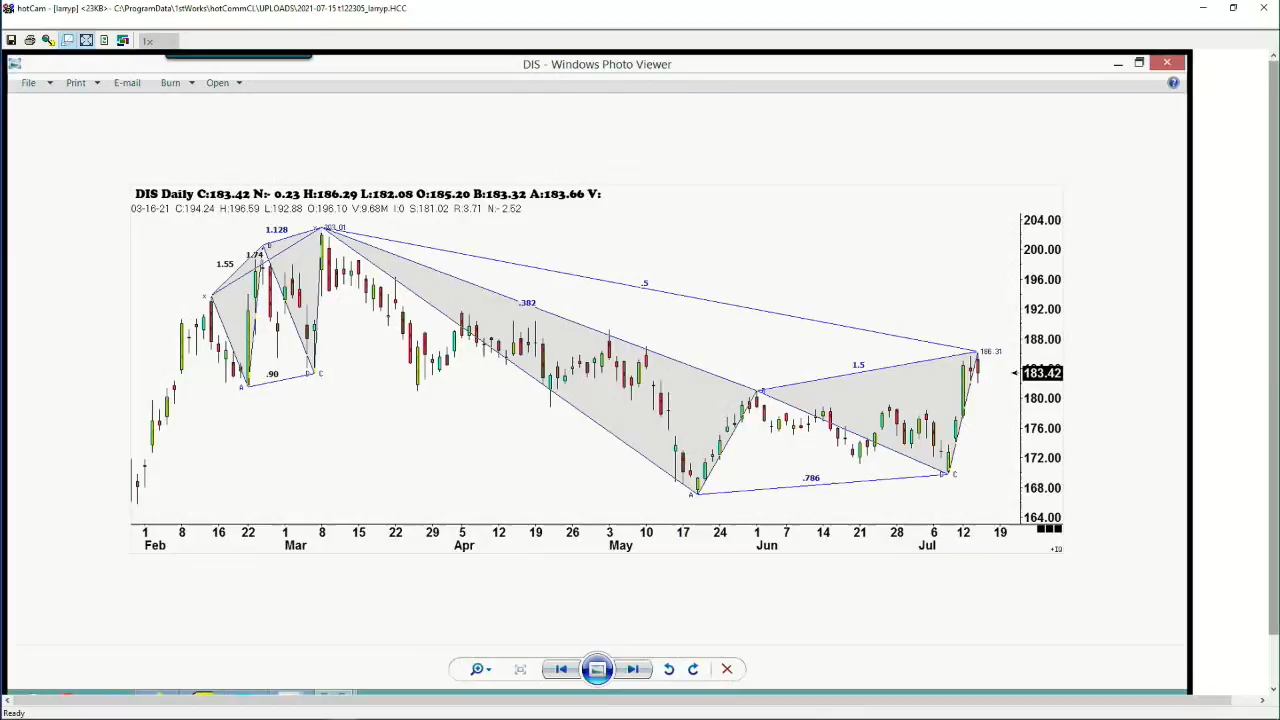 hotCam - [larryp] <23KB> - C:\ProgramData\1stWorks\hotCommCL\UPLOADS\2021-07-15 t122305_larryp.HCC
1x
DIS - Windows Photo Viewer
File Print E-mail Burn Open
DIS Daily C:183.42 N:- 0.23 H:186.29 L:182.08 O:185.20 B:183.32 A:183.66 V:
03-16-21 C:194.24 H:196.59 L:192.88 O:196.10 V:9.68M I:0 S:181.02 R:3.71 N:-2.52
204.00
1.128
203.01
200.00
B
1.74
1.55
196.00
.5
X
.382
192.00
188.00
186.31
1.5
183.42
.90
C
A
180.00
B
176.00
172.00
.786
C
A
168.00
164.00
1 8 16 22 1 8 15 22 29 5 12 19 26 3 10 17 24 1 7 14 21 28 6 12 19
Feb Mar Apr May Jun Jul
Ready